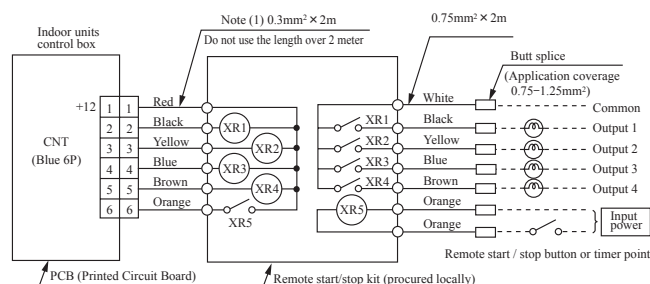 Note (1) 0.3mm² × 2m
0.75mm² × 2m
Indoor units
control box
Do not use the length over 2 meter
Butt splice
(Application coverage
0.75−1.25mm²)
+12
1 1 Red
2 2 Black
3 3 Yellow
4 4 Blue
5 5 Brown
6 6 Orange
CNT
(Blue 6P)
XR1
XR2
XR3
XR4
XR5
XR1
XR2
XR3
XR4
XR5
White
Black
Yellow
Blue
Brown
Orange
Orange
Common
Output 1
Output 2
Output 3
Output 4
Input
power
Remote start / stop button or timer point
PCB (Printed Circuit Board)
Remote start/stop kit (procured locally)